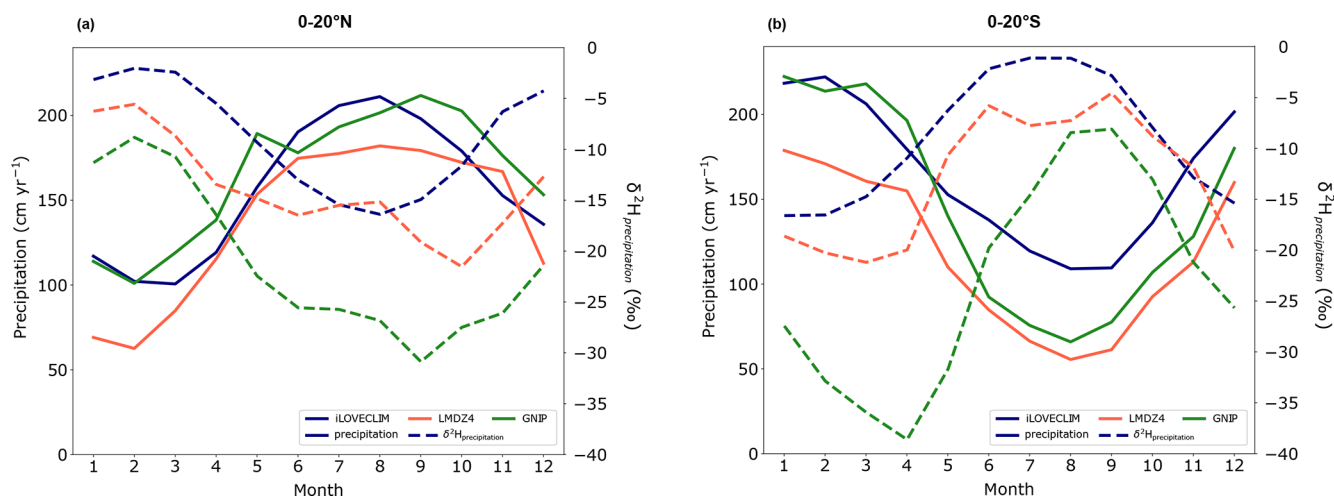 (a)
0-20°N
Precipitation (cm yr⁻¹)
200
150
100
50
0
0
−5
−10
−15
−20
−25
−30
−35
−40
δ²H_precipitation (‰)
iLOVECLIM LMDZ4 GNIP
precipitation δ²H_precipitation
1 2 3 4 5 6 7 8 9 10 11 12
Month
(b)
0-20°S
Precipitation (cm yr⁻¹)
200
150
100
50
0
0
−5
−10
−15
−20
−25
−30
−35
−40
δ²H_precipitation (‰)
iLOVECLIM LMDZ4 GNIP
precipitation δ²H_precipitation
1 2 3 4 5 6 7 8 9 10 11 12
Month